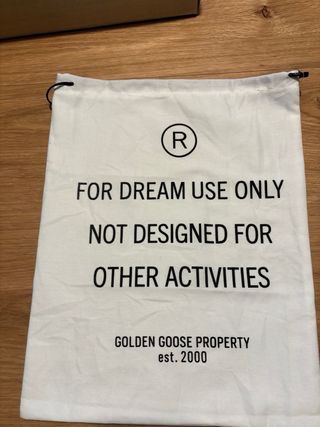 ®
FOR DREAM USE ONLY
NOT DESIGNED FOR
OTHER ACTIVITIES
GOLDEN GOOSE PROPERTY
est. 2000